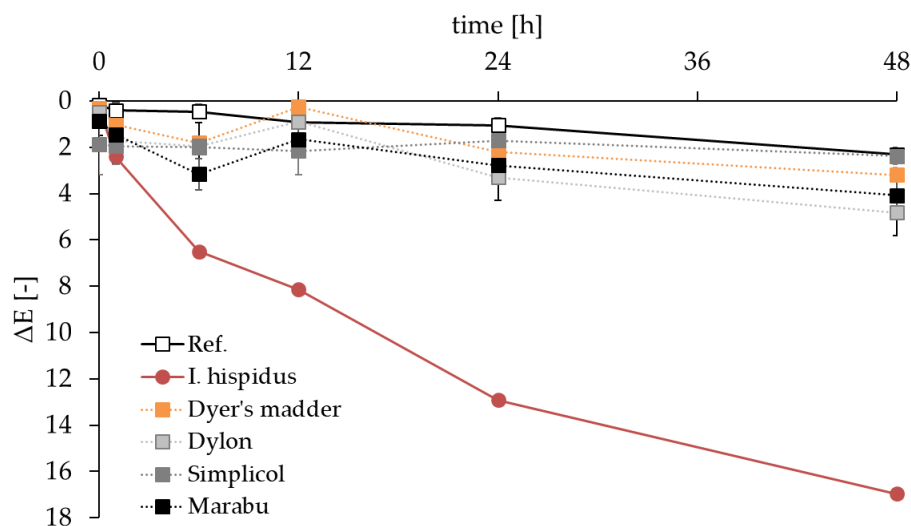 time [h]
0 12 24 36 48
0
2
4
6
8
10
12
14
16
18
ΔE [-]
Ref.
I. hispidus
Dyer's madder
Dylon
Simplicol
Marabu